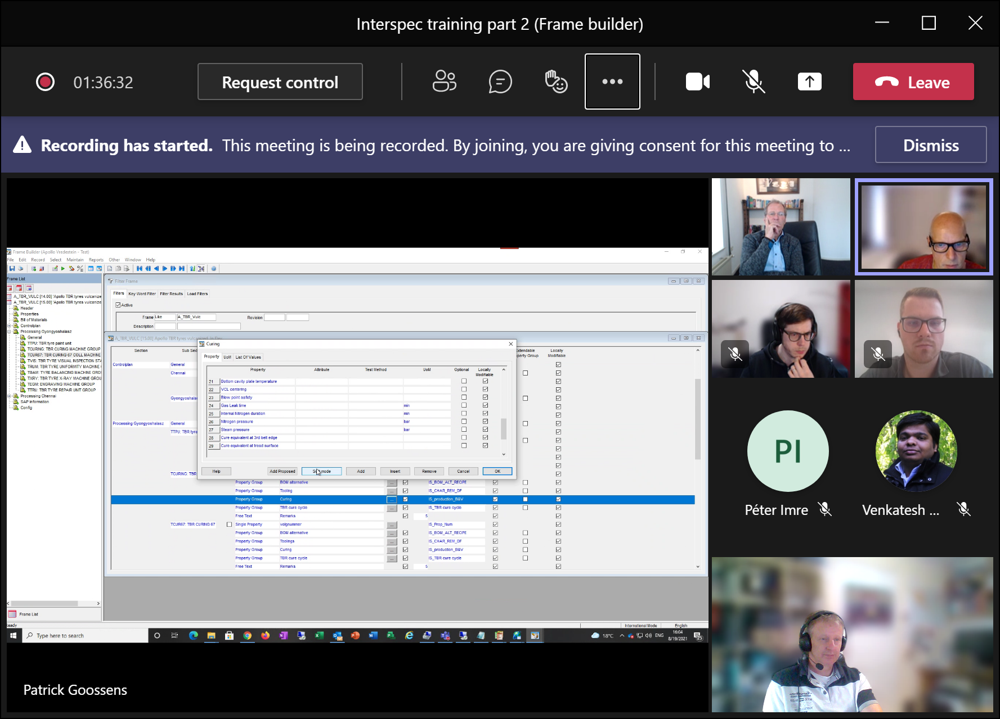 Interspec training part 2 (Frame builder)
01:36:32
Request control
Leave
Recording has started. This meeting is being recorded. By joining, you are giving consent for this meeting to ...
Dismiss
Frame Builder (Apollo Vredestein - Test)
File Edit Record Select Maintain Reports Other Window Help
Frame List
A_TBR_VULC [14.00] 'Apollo TBR tyres vulcanize
A_TBR_VULC [15.00] 'Apollo TBR tyres vulcanize
Header
Properties
Bill of Materials
Controlplan
Processing Gyongyoshalasz
General
TTPU: TBR tyre paint unit
TCURING: TBR CURING MACHINE GROUP
TCUR67: TBR CURING 67 COLL MACHINE
TVIS: TBR TYRE VISUAL INSPECTION STA
TRUM: TBR TYRE UNIFORMITY MACHINE
TBAM: TYRE BALANCING MACHINE GRO
TXRY: TBR TYRE X-RAY MACHINE GROU
TEGM: ENGRAVING MACHINE GROUP
TTRU: TBR TYRE REPAIR UNIT GROUP
Processing Chennai
SAP information
Config
Frame List
Filter Frame
Filters Key Word Filter Filter Results Load Filters
Active
Frame Like A_TBR_Vulc Revision
Description
A_TBR_VULC [15.00] Apollo TBR tyres vulcanized, In Dev
Section Sub Sec xtendable Locally
perty Group Modifiable
Controlplan General
Chennai
Gyongyoshalas
Processing Gyongyoshalasz General
TTPU: TBR tyre
TCURING: TBR
Curing
Property UoM List Of Values
Property Attribute Test Method UoM Optional Locally
Modifiable
21 Bottom cavity plate temperature
22 VCL centering
23 Blow point safety
24 Gas Leak time min
25 Internal Nitrogen duration min
26 Nitrogen pressure bar
27 Steam pressure bar
28 Cure equivalent at 3rd belt edge
29 Cure equivalent at tread surface
Help Add Proposed mode Add Insert Remove Cancel OK
Property Group BOM alternative ... IS_BOM_ALT_RECIPE
Property Group Tooling ... IS_CHAR_REM_DF
Property Group Curing ... IS_production_B&V
Property Group TBR cure cycle ... IS_TBR cure cycle
Free Text Remarks 5
TCUR67: TBR CURING 67 Single Property volgnummer ... IS_Prop_Num
Property Group BOM alternative ... IS_BOM_ALT_RECIPE
Property Group Toolings ... IS_CHAR_REM_DF
Property Group Curing ... IS_production_B&V
Property Group TBR cure cycle ... IS_TBR cure cycle
Free Text Remarks 5
eady International Mode English
Type here to search
18°C ENG 16:04
8/19/2021
25
Patrick Goossens
PI
Péter Imre
Venkatesh ...